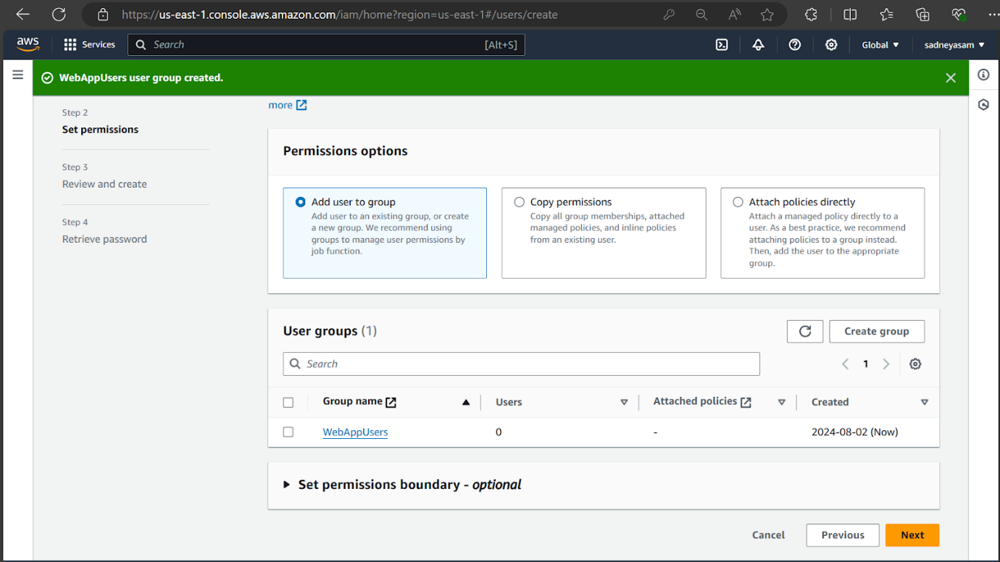 https://us-east-1.console.aws.amazon.com/iam/home?region=us-east-1#/users/create
aws
Services
Search
[Alt+S]
Global
sadneyasam
WebAppUsers user group created.
Step 2
Set permissions
Step 3
Review and create
Step 4
Retrieve password
more
Permissions options
Add user to group
Add user to an existing group, or create
a new group. We recommend using
groups to manage user permissions by
job function.
Copy permissions
Copy all group memberships, attached
managed policies, and inline policies
from an existing user.
Attach policies directly
Attach a managed policy directly to a
user. As a best practice, we recommend
attaching policies to a group instead.
Then, add the user to the appropriate
group.
User groups (1)
Create group
Search
1
Group name
Users
Attached policies
Created
WebAppUsers
0
-
2024-08-02 (Now)
Set permissions boundary - optional
Cancel
Previous
Next